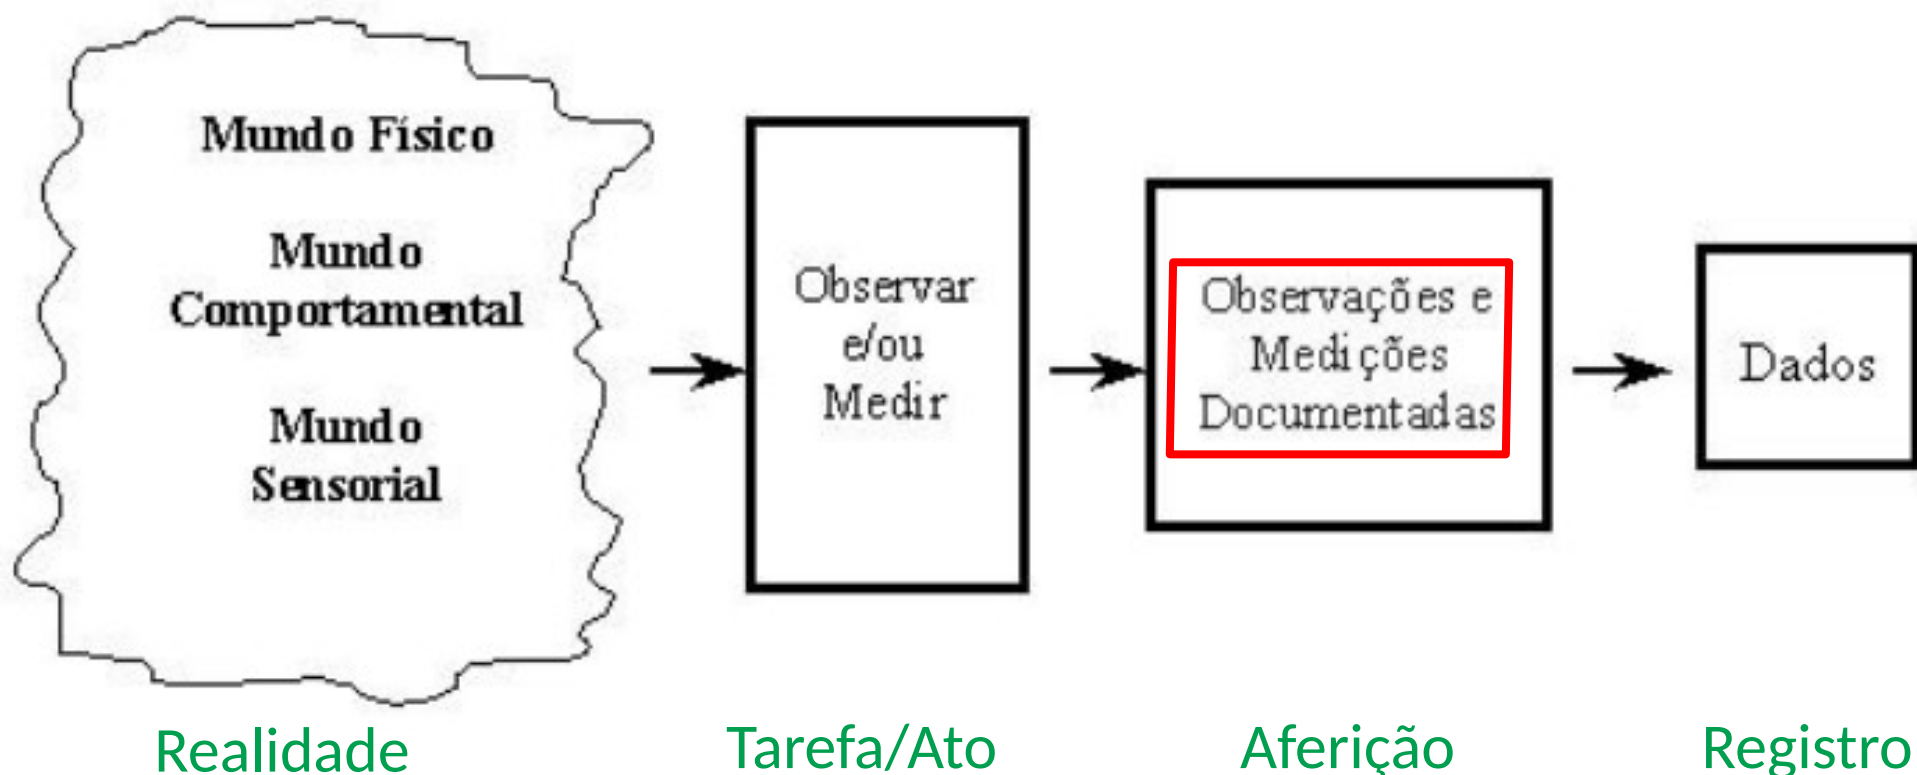 Mundo Físico
Mundo
Comportamental
Mundo
Sensorial
Observar
e/ou
Medir
Observações e
Medições
Documentadas
Dados
Realidade
Tarefa/Ato
Aferição
Registro